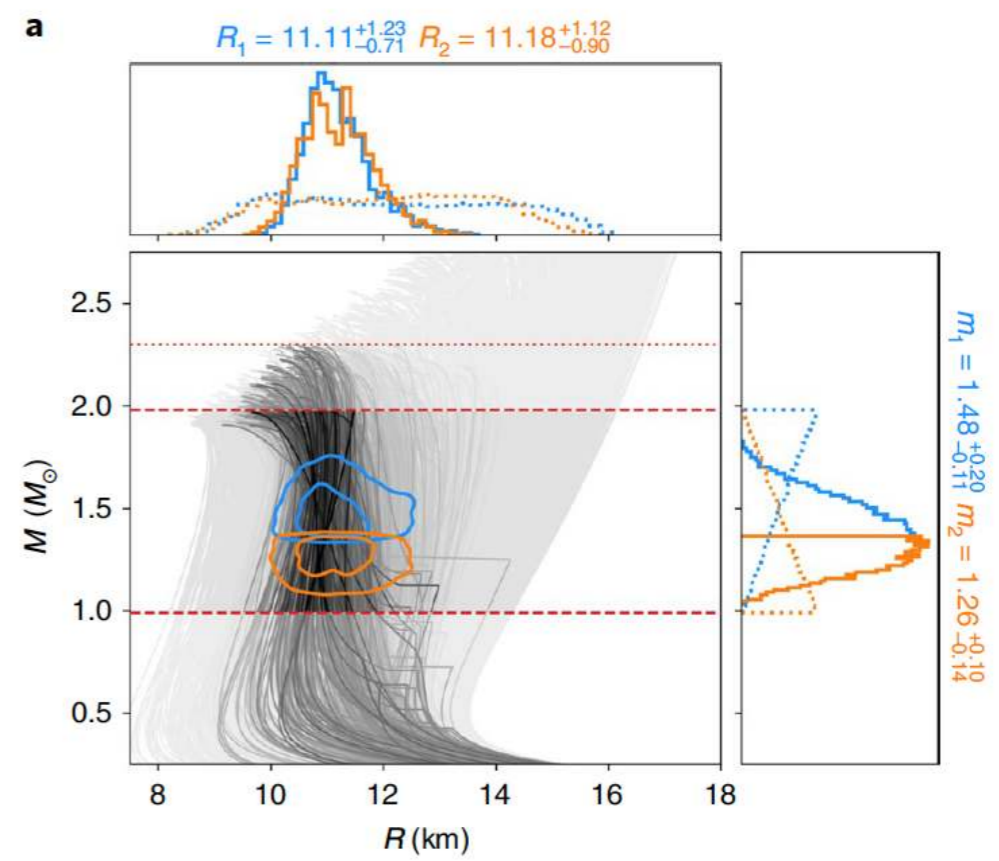 a
R₁ = 11.11⁺¹·²³₋₀.₇₁ R₂ = 11.18⁺¹·¹²₋₀.₉₀
2.5
2.0
1.5
1.0
0.5
M (M⊙)
8 10 12 14 16 18
R (km)
m₁ = 1.48⁺⁰·²⁰₋₀.₁₁ m₂ = 1.26⁺⁰·¹⁰₋₀.₁₄